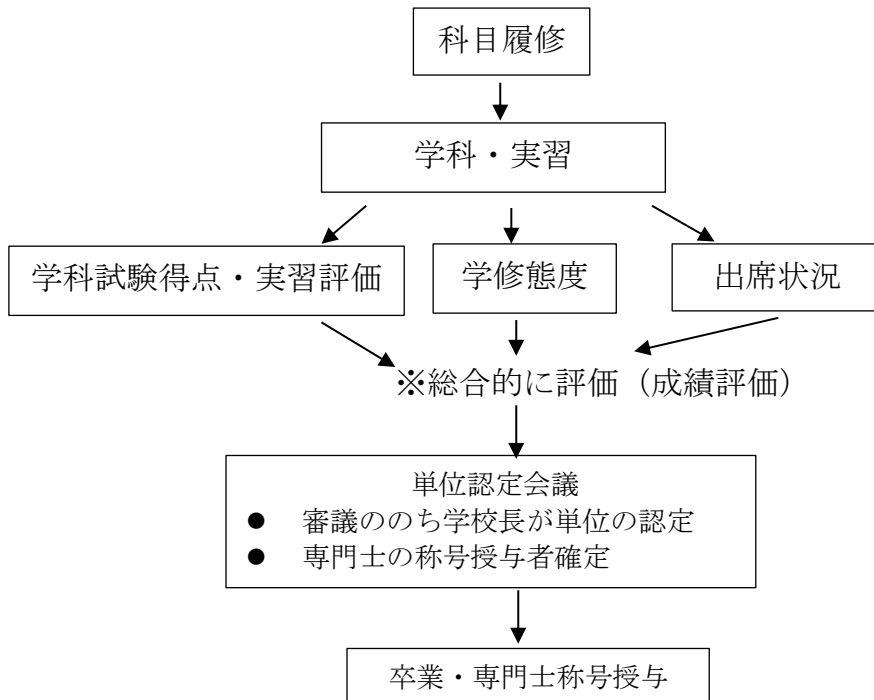 科目履修
学科・実習
学科試験得点・実習評価
学修態度
出席状況
※総合的に評価（成績評価）
単位認定会議
● 審議ののち学校長が単位の認定
● 専門士の称号授与者確定
卒業・専門士称号授与